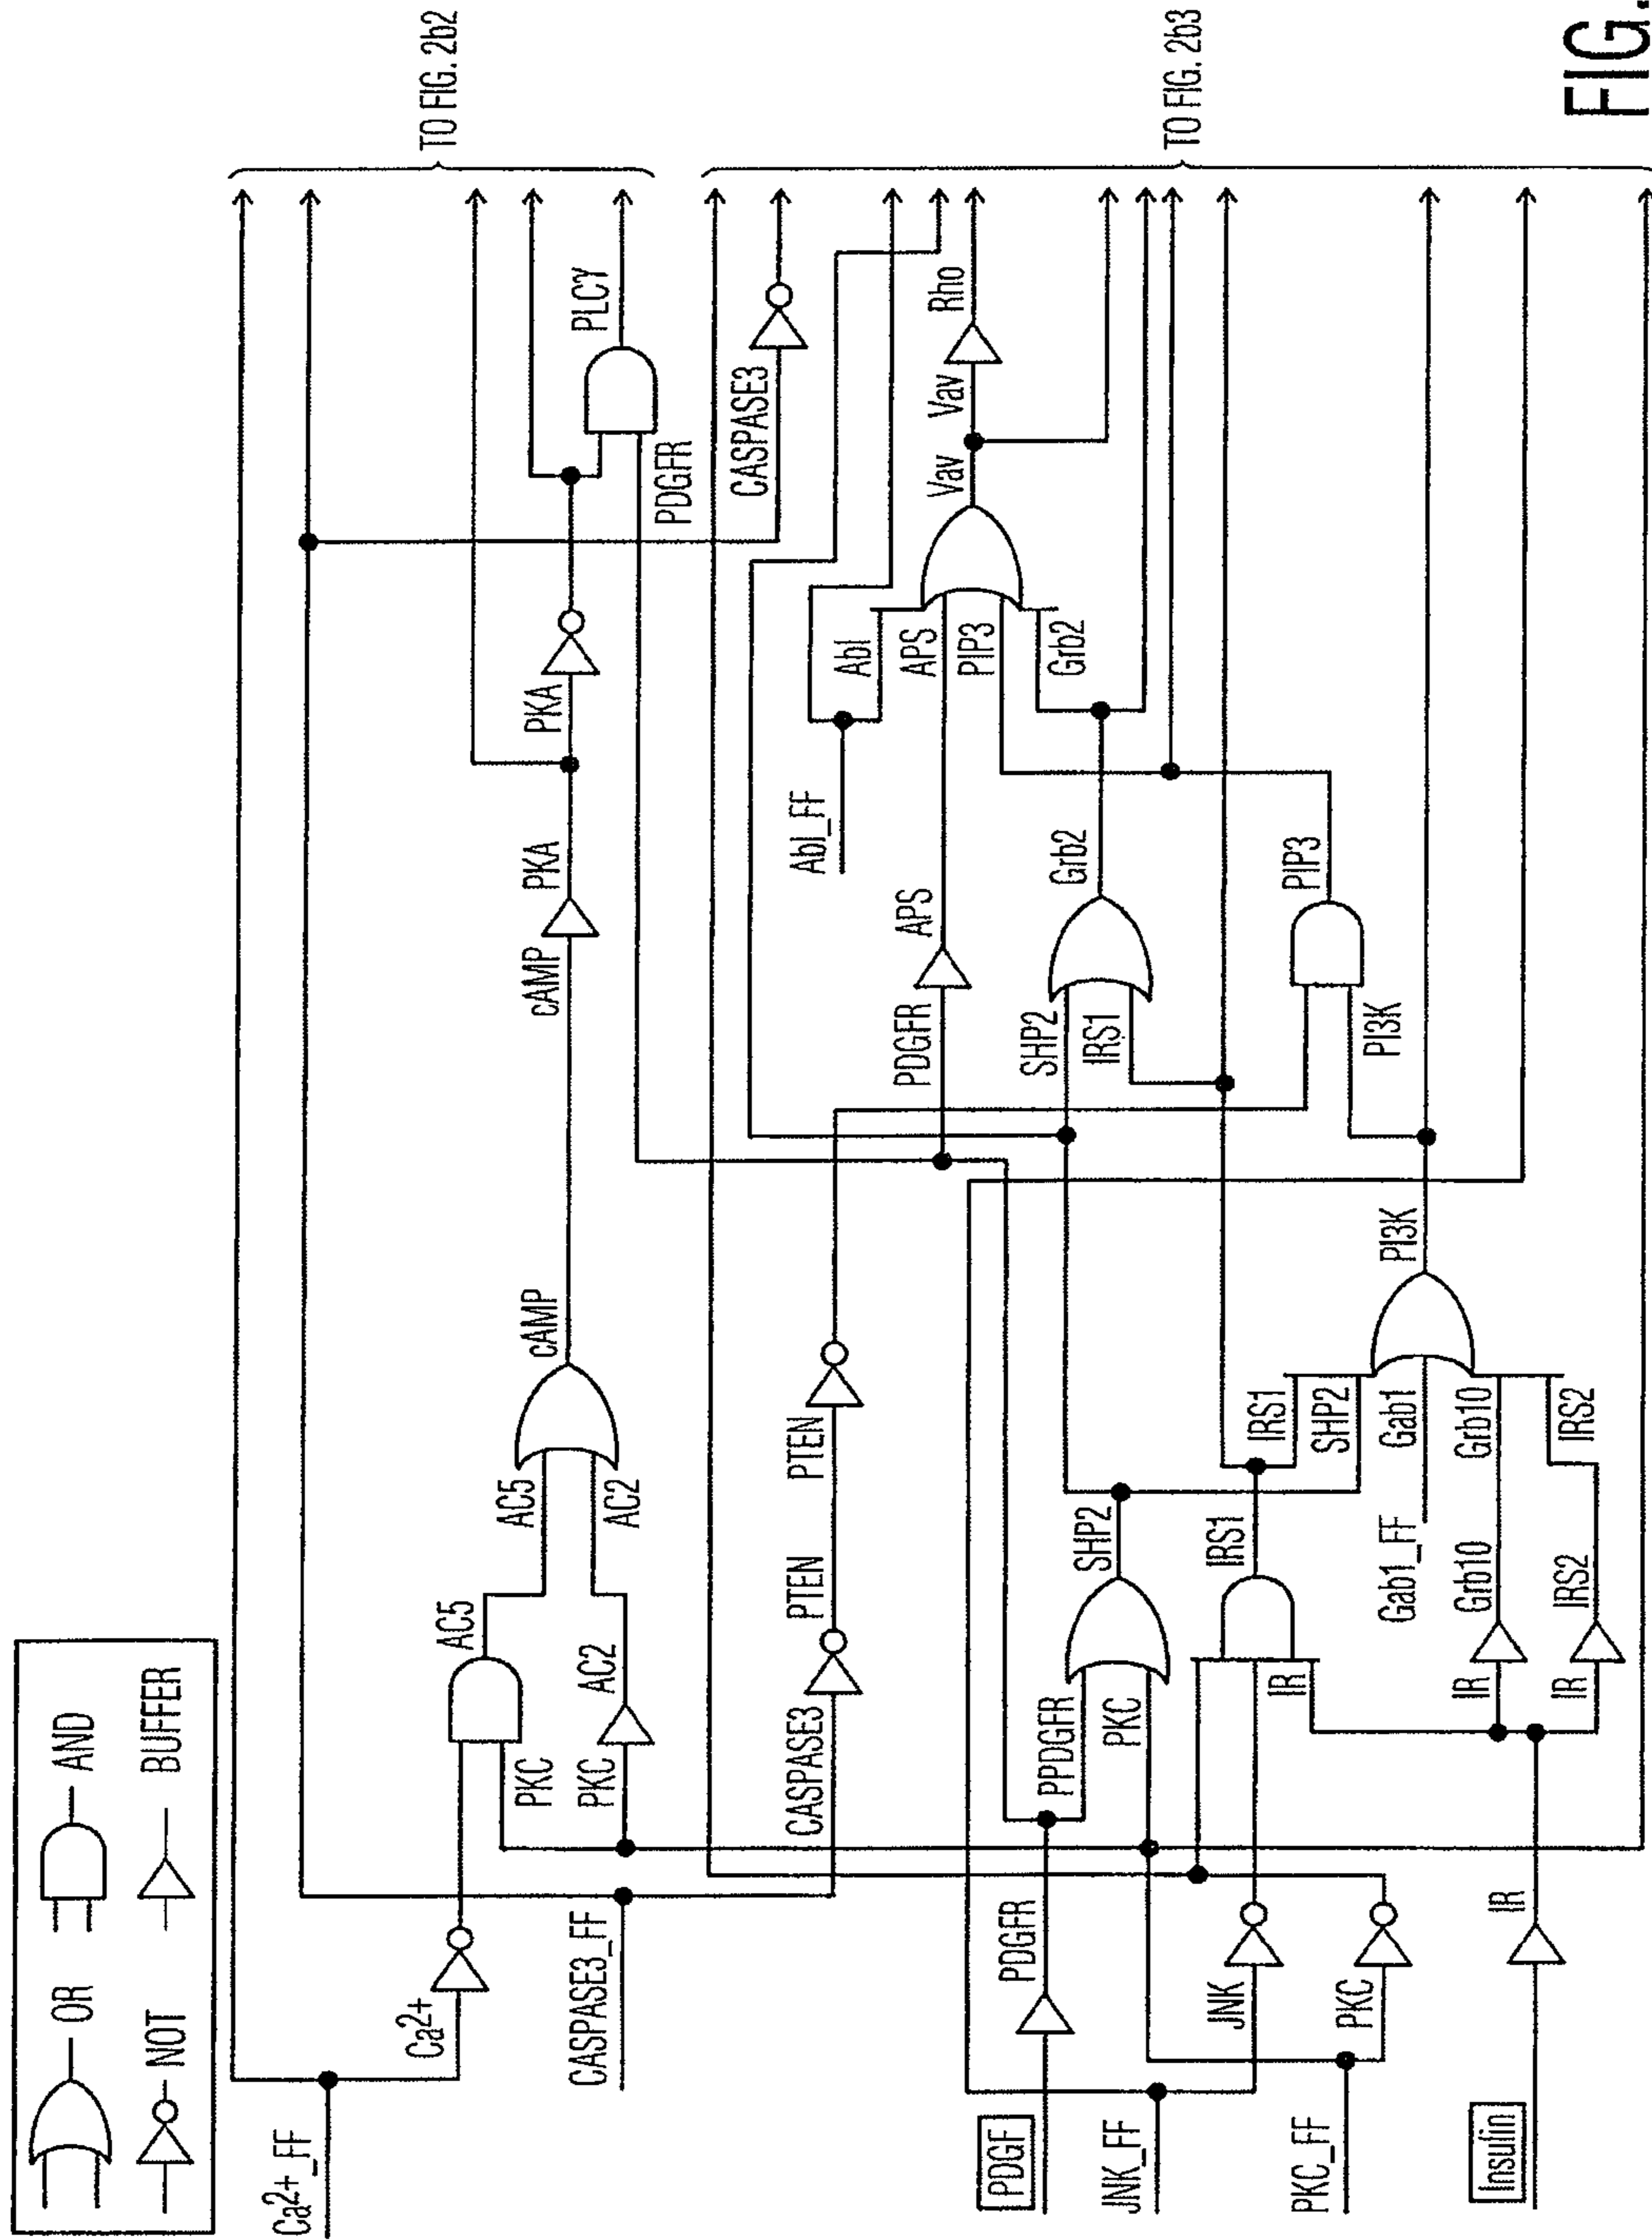 OR
AND
NOT
BUFFER
TO FIG. 2b2
TO FIG. 2b3
Ca2+_FF
Ca2+
CASPASE3_FF
PKC
AC5
PKC
AC2
AC5
AC2
cAMP
cAMP
PKA
PKA
PDGFR
PLCγ
CASPASE3
PTEN
PTEN
CASPASE3
Abl_FF
Abl
APS
PIP3
Grb2
Vav
Vav
Rho
PDGFR
APS
SHP2
IRS1
Grb2
PIP3
PI3K
PDGF
PDGFR
PPDGFR
PKC
SHP2
JNK_FF
JNK
PKC_FF
PKC
IR
IRS1
IRS1
SHP2
Gab1
Grb10
IRS2
PI3K
Gab1_FF
Insulin
IR
IR
Grb10
IR
IRS2
FIG.